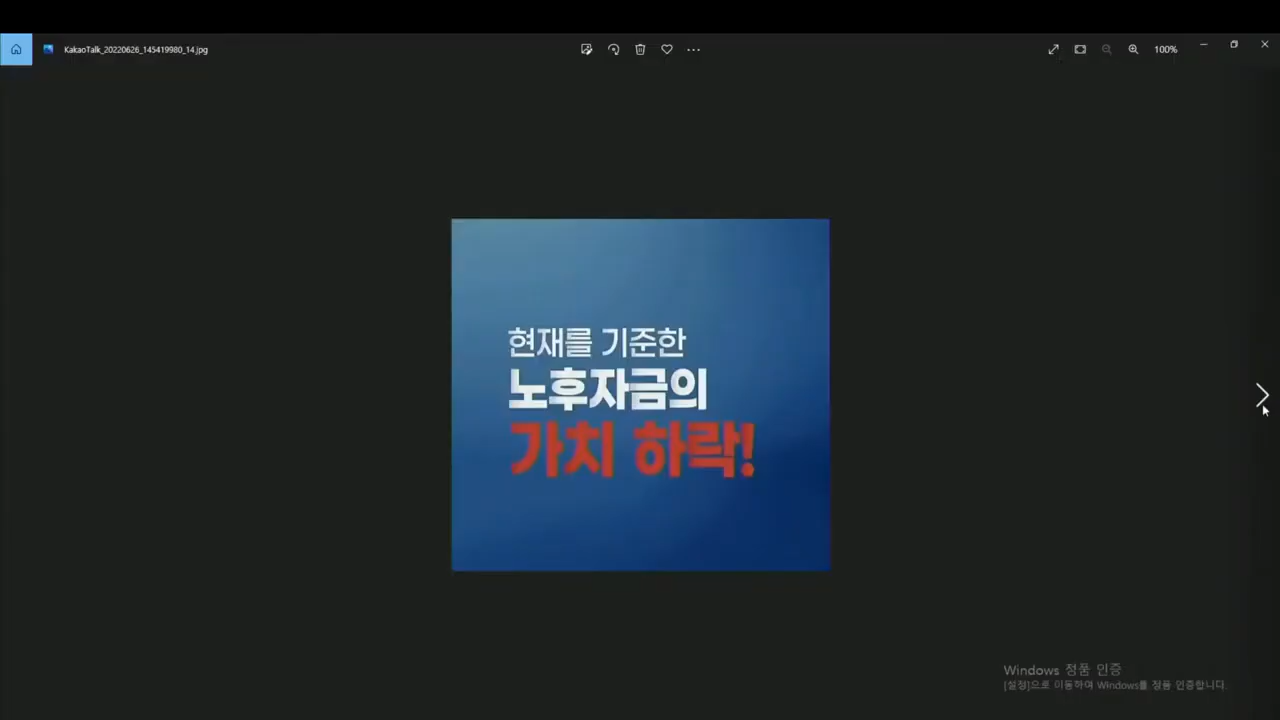 KakaoTalk_20220626_145419980_14.jpg
100%
현재를 기준한
노후자금의
가치 하락!
Windows 정품 인증
[설정]으로 이동하여 Windows를 정품 인증합니다.